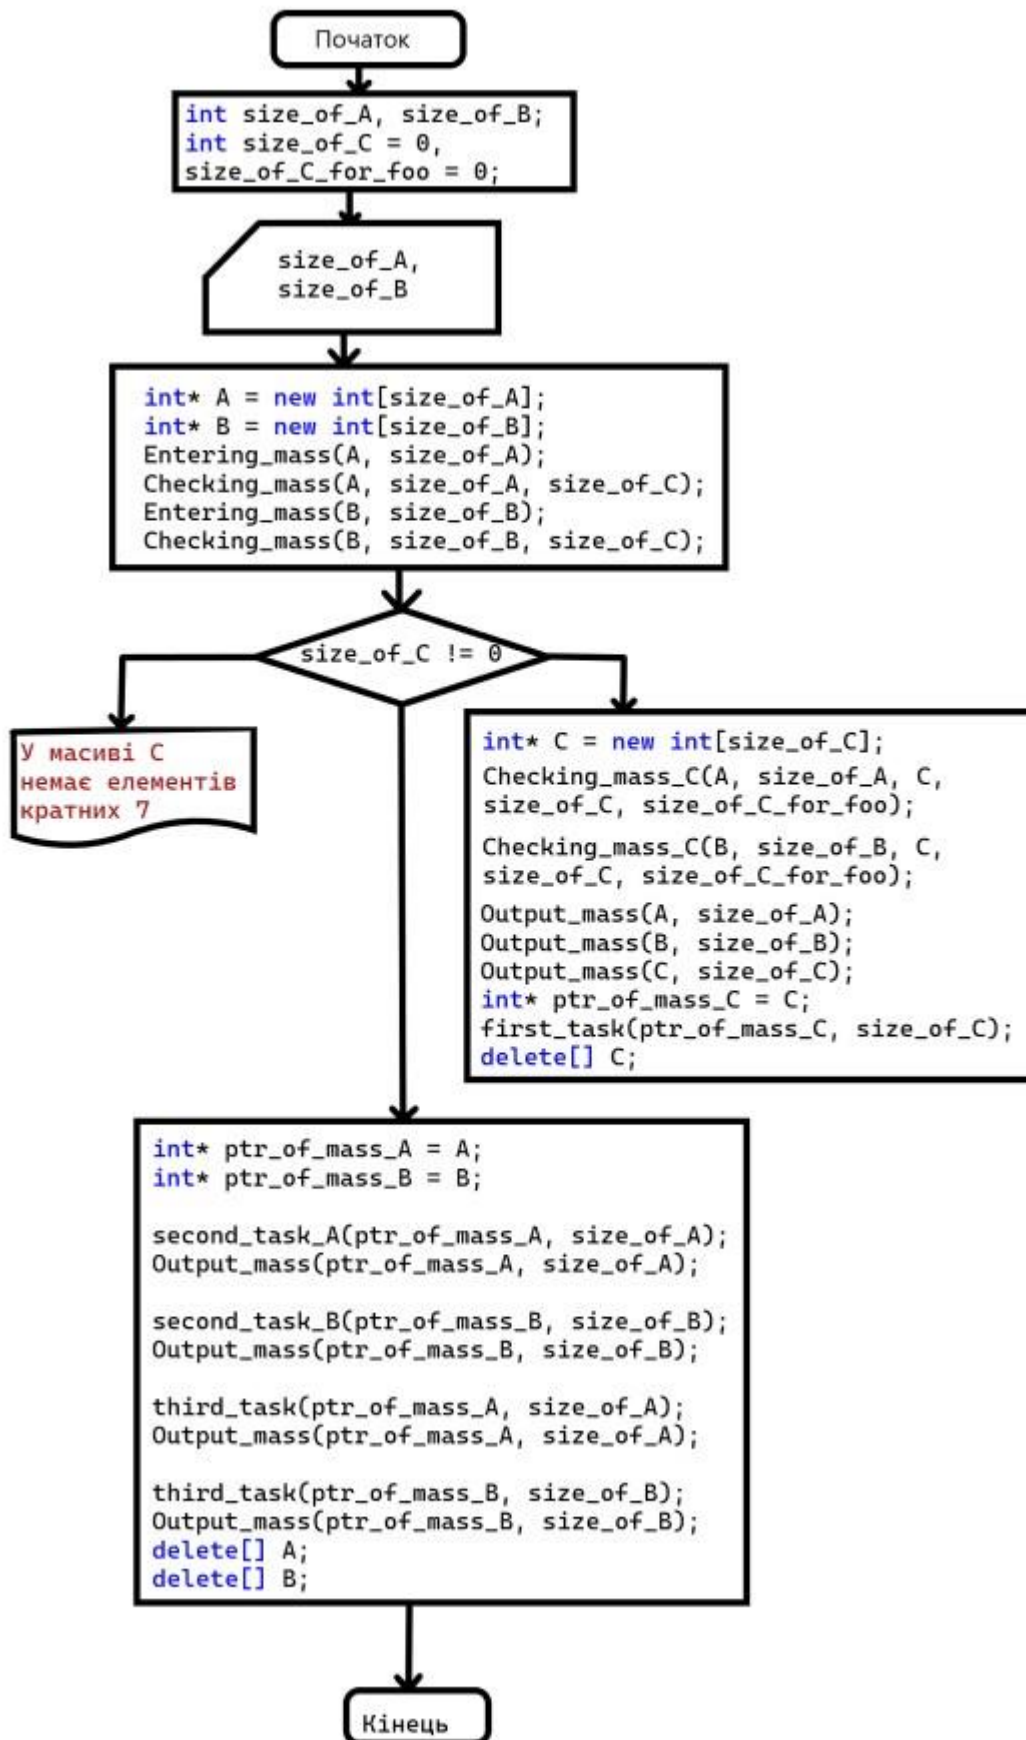 Початок
int size_of_A, size_of_B;
int size_of_C = 0,
size_of_C_for_foo = 0;
size_of_A,
size_of_B
int* A = new int[size_of_A];
int* B = new int[size_of_B];
Entering_mass(A, size_of_A);
Checking_mass(A, size_of_A, size_of_C);
Entering_mass(B, size_of_B);
Checking_mass(B, size_of_B, size_of_C);
size_of_C != 0
У масиві C
немає елементів
кратних 7
int* C = new int[size_of_C];
Checking_mass_C(A, size_of_A, C,
size_of_C, size_of_C_for_foo);
Checking_mass_C(B, size_of_B, C,
size_of_C, size_of_C_for_foo);
Output_mass(A, size_of_A);
Output_mass(B, size_of_B);
Output_mass(C, size_of_C);
int* ptr_of_mass_C = C;
first_task(ptr_of_mass_C, size_of_C);
delete[] C;
int* ptr_of_mass_A = A;
int* ptr_of_mass_B = B;
second_task_A(ptr_of_mass_A, size_of_A);
Output_mass(ptr_of_mass_A, size_of_A);
second_task_B(ptr_of_mass_B, size_of_B);
Output_mass(ptr_of_mass_B, size_of_B);
third_task(ptr_of_mass_A, size_of_A);
Output_mass(ptr_of_mass_A, size_of_A);
third_task(ptr_of_mass_B, size_of_B);
Output_mass(ptr_of_mass_B, size_of_B);
delete[] A;
delete[] B;
Кінець